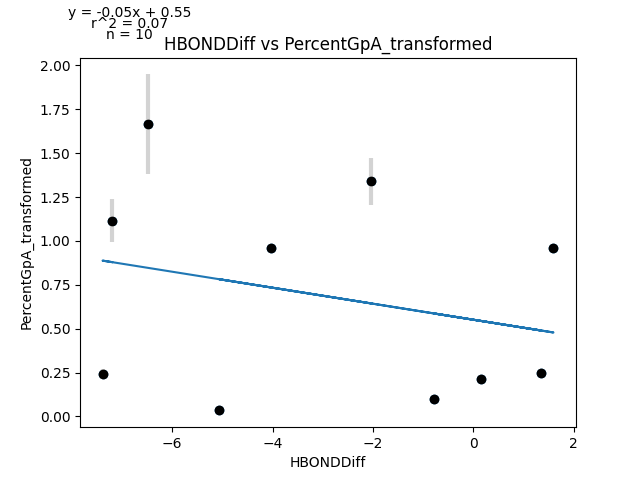 y = -0.05x + 0.55
r^2 = 0.07
n = 10
HBONDDiff vs PercentGpA_transformed
2.00
1.75
1.50
1.25
1.00
0.75
0.50
0.25
0.00
PercentGpA_transformed
−6
−4
−2
0
2
HBONDDiff